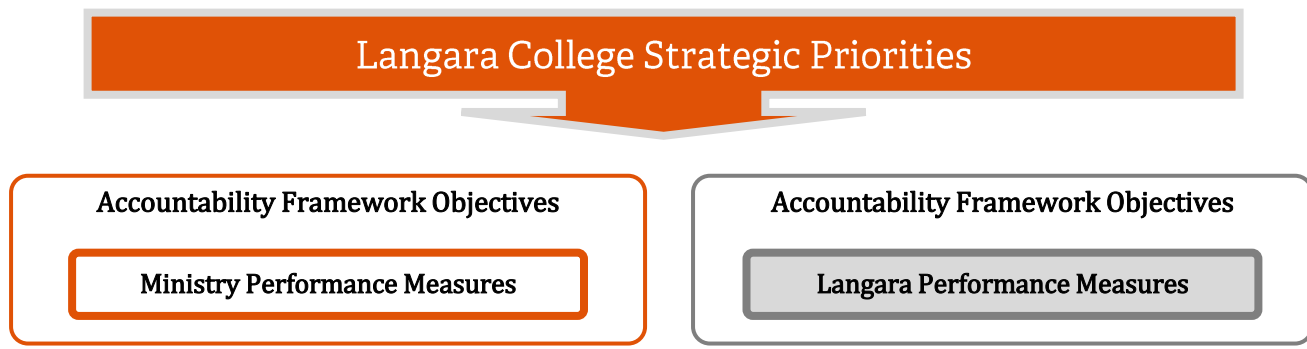 Langara College Strategic Priorities
Accountability Framework Objectives
Ministry Performance Measures
Accountability Framework Objectives
Langara Performance Measures